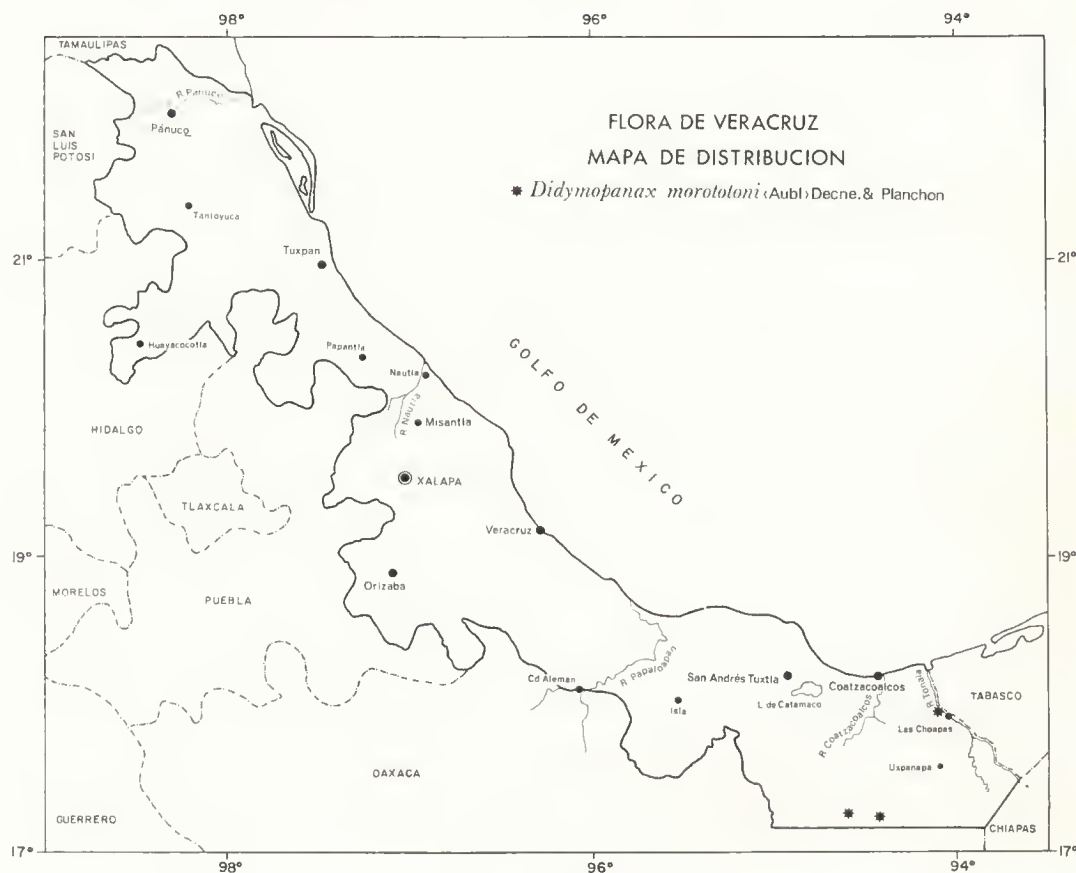 98° 96° 94°
TAMAULIPAS
R Panuco
Pánuco
SAN
LUIS
POTOSI
FLORA DE VERACRUZ
MAPA DE DISTRIBUCION
Didymopanax morototoni (Aubl) Decne. & Planchon
Tantoyuca
Tuxpan
21° 21°
Huayacocotla
Papantla
Nautla
R Nautla
Misantla
GOLFO DE MEXICO
HIDALGO
XALAPA
TLAXCALA
Veracruz
19° 19°
MORELOS
PUEBLA
Orizaba
Cd Aleman
R Papaloapan
San Andrés Tuxtla
Coatzacoalcos
L de Catamaco
Isla
R Coatzacoalcos
R Tonala
TABASCO
Las Choapas
Uxpanapa
OAXACA
GUERRERO
CHIAPAS
17° 17°
98° 96° 94°